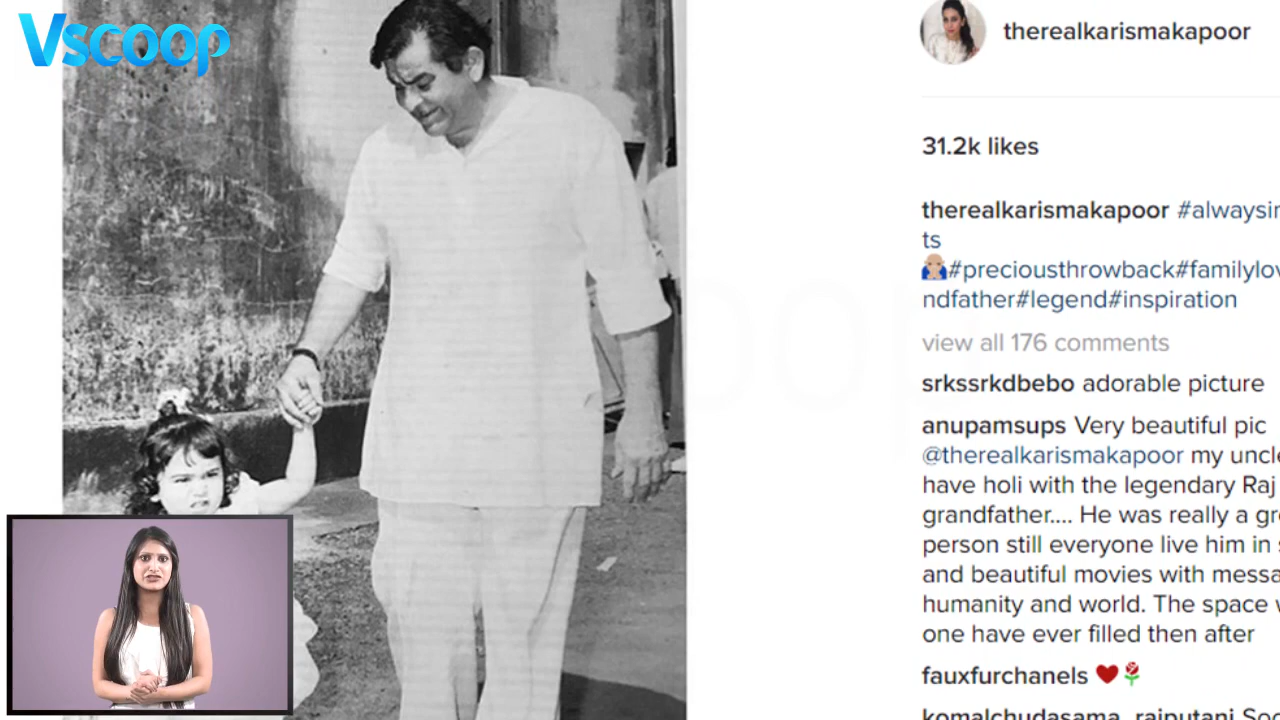 Vscoop
therealkarismakapoor
31.2k likes
therealkarismakapoor #alwaysin
ts
#preciousthrowback#familylov
ndfather#legend#inspiration
view all 176 comments
srkssrkdbebo adorable picture
anupamsups Very beautiful pic
@therealkarismakapoor my uncle
have holi with the legendary Raj
grandfather.... He was really a gre
person still everyone live him in s
and beautiful movies with messa
humanity and world. The space w
one have ever filled then after
fauxfurchanels ❤️🌹
komalchudasama_rajputani Soo